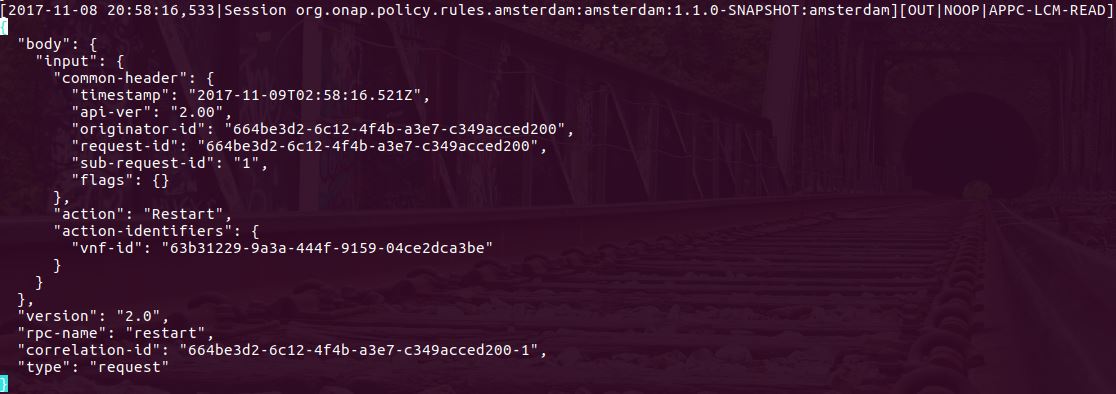 [2017-11-08 20:58:16,533|Session org.onap.policy.rules.amsterdam:amsterdam:1.1.0-SNAPSHOT:amsterdam][OUT|NOOP|APPC-LCM-READ]
{
  "body": {
    "input": {
      "common-header": {
        "timestamp": "2017-11-09T02:58:16.521Z",
        "api-ver": "2.00",
        "originator-id": "664be3d2-6c12-4f4b-a3e7-c349acced200",
        "request-id": "664be3d2-6c12-4f4b-a3e7-c349acced200",
        "sub-request-id": "1",
        "flags": {}
      },
      "action": "Restart",
      "action-identifiers": {
        "vnf-id": "63b31229-9a3a-444f-9159-04ce2dca3be"
      }
    }
  },
  "version": "2.0",
  "rpc-name": "restart",
  "correlation-id": "664be3d2-6c12-4f4b-a3e7-c349acced200-1",
  "type": "request"
}